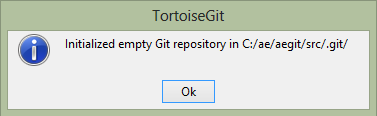 TortoiseGit
Initialized empty Git repository in C:/ae/aegit/src/.git/
Ok